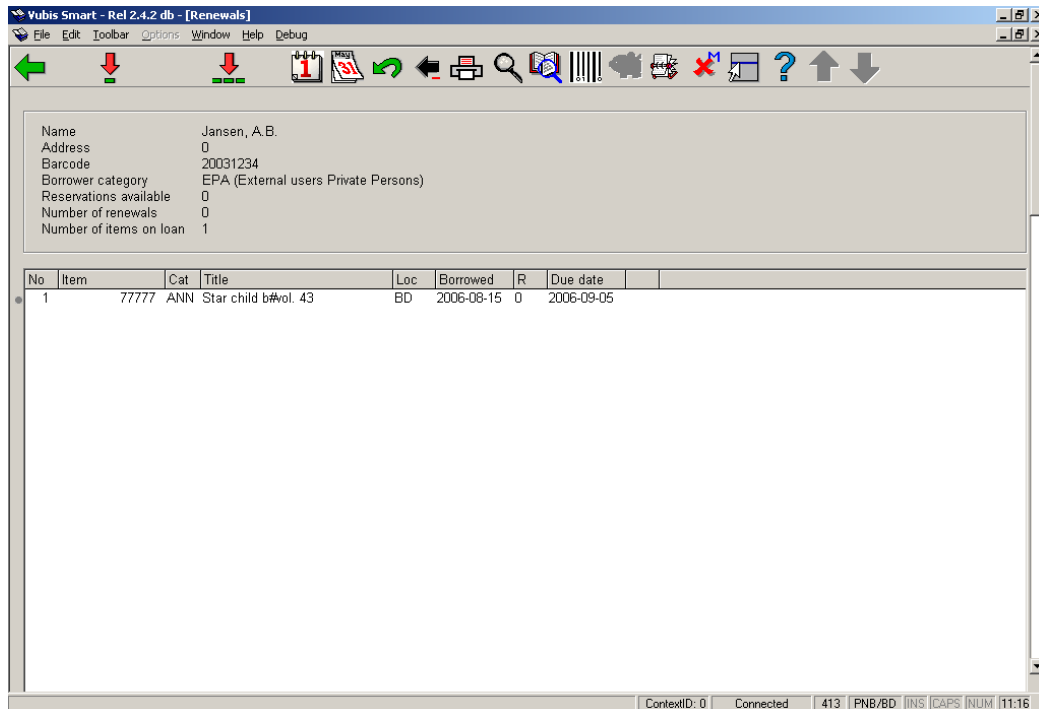 Vubis Smart - Rel 2.4.2 db - [Renewals]
File Edit Toolbar Options Window Help Debug
1 May 31 M ?
Name Jansen, A.B.
Address 0
Barcode 20031234
Borrower category EPA (External users Private Persons)
Reservations available 0
Number of renewals 0
Number of items on loan 1
No Item Cat Title Loc Borrowed R Due date
1 77777 ANN Star child b#vol. 43 BD 2006-08-15 0 2006-09-05
ContextID: 0 Connected 413 PNB/BD INS CAPS NUM 11:16